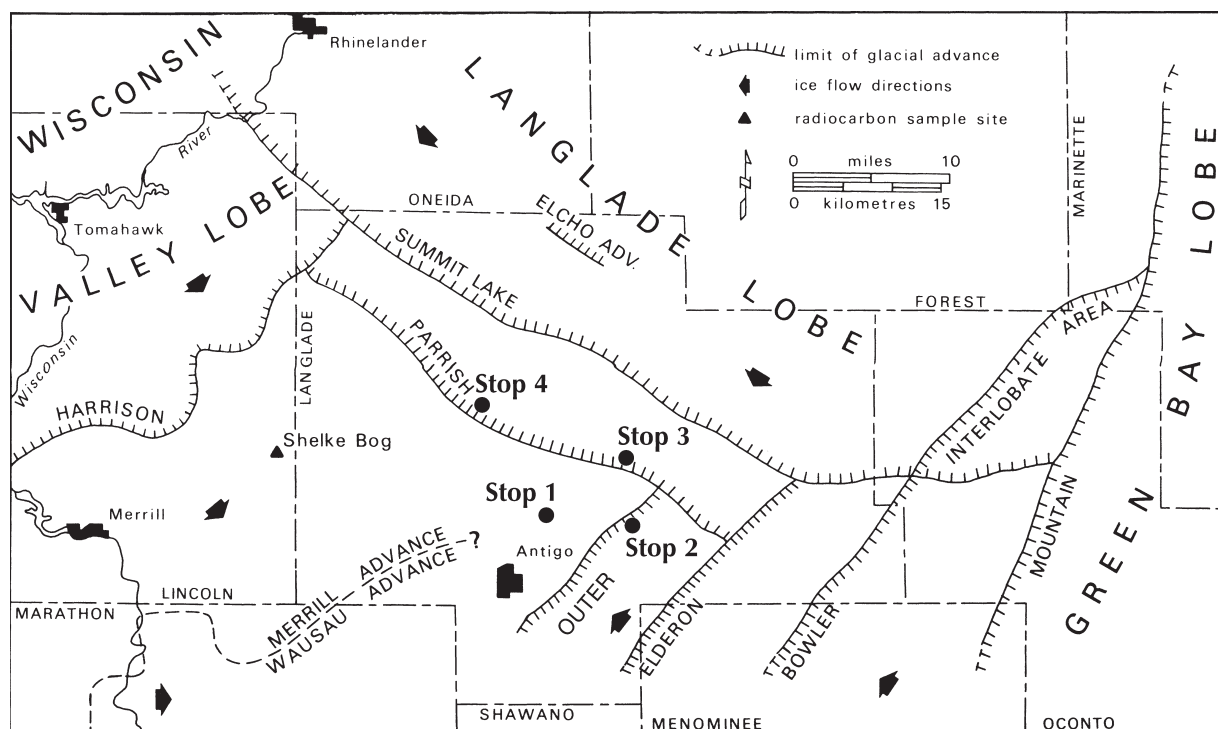 Rhinelander
WISCONSIN
VALLEY LOBE
LANGLADE
LOBE
limit of glacial advance
ice flow directions
radiocarbon sample site
N
0 miles 10
0 kilometres 15
MARINETTE
GREEN
BAY LOBE
River
Tomahawk
ONEIDA
ELCHO ADV.
SUMMIT LAKE
FOREST
INTERLOBATE
AREA
LANGLADE
PARRISH
Wisconsin
HARRISON
Stop 4
Shelke Bog
Stop 3
Stop 1
Stop 2
Merrill
Antigo
MERRILL ADVANCE
WAUSAU ADVANCE
?
OUTER
ELDERON
BOWLER
MOUNTAIN
LINCOLN
MARATHON
SHAWANO
MENOMINEE
OCONTO